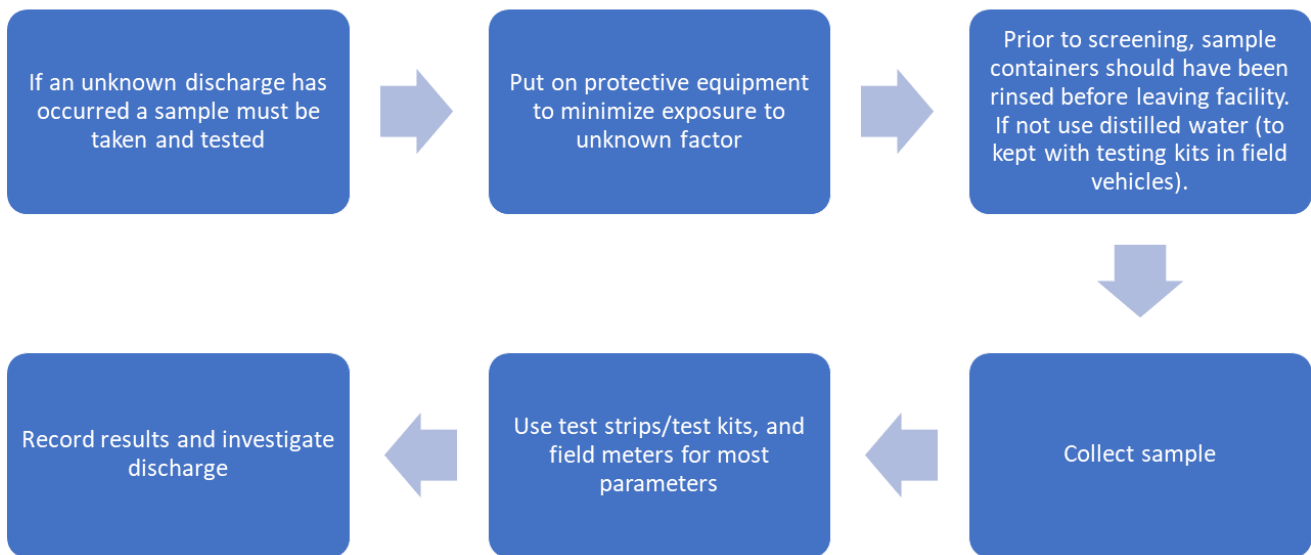 If an unknown discharge has
occurred a sample must be
taken and tested
Put on protective equipment
to minimize exposure to
unknown factor
Prior to screening, sample
containers should have been
rinsed before leaving facility.
If not use distilled water (to
kept with testing kits in field
vehicles).
Collect sample
Use test strips/test kits, and
field meters for most
parameters
Record results and investigate
discharge